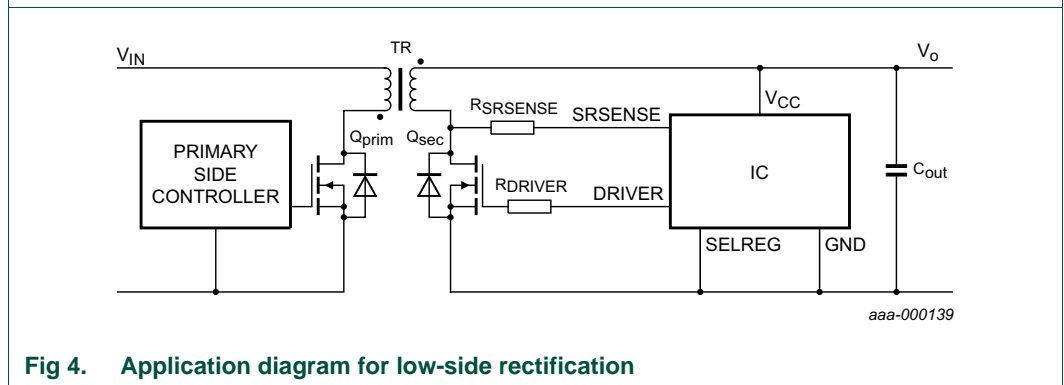 TR
V_IN
V_o
V_CC
R_SRSENSE
SRSENSE
Q_prim
Q_sec
PRIMARY
SIDE
CONTROLLER
IC
C_out
R_DRIVER
DRIVER
SELREG
GND
aaa-000139
Fig 4. Application diagram for low-side rectification